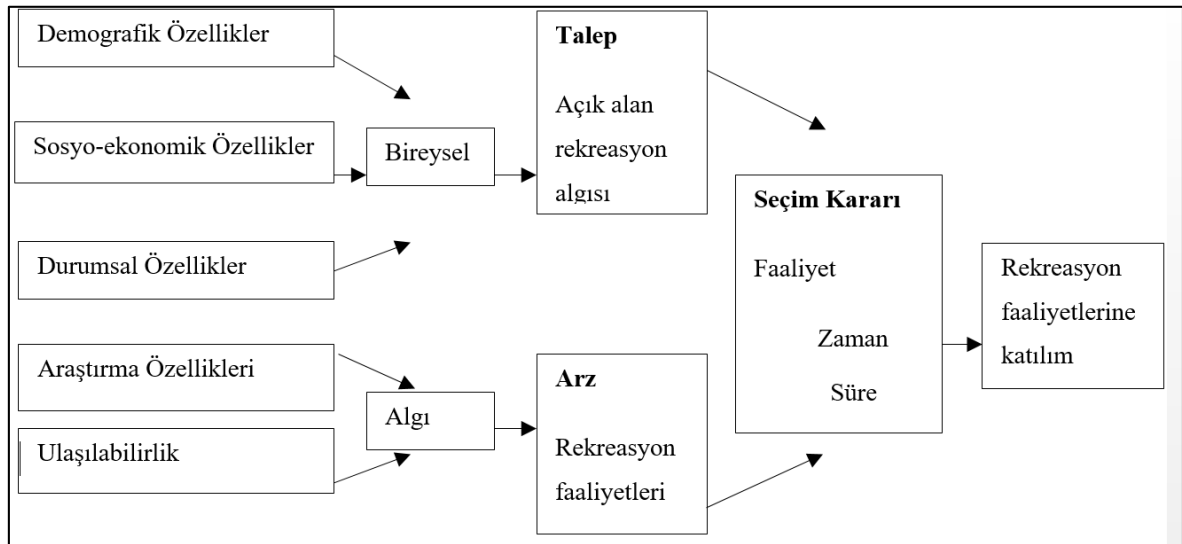 Demografik Özellikler
Sosyo-ekonomik Özellikler
Durumsal Özellikler
Araştırma Özellikleri
Ulaşılabilirlik
Bireysel
Algı
Talep
Açık alan
rekreasyon
algısı
Arz
Rekreasyon
faaliyetleri
Seçim Kararı
Faaliyet
Zaman
Süre
Rekreasyon
faaliyetlerine
katılım